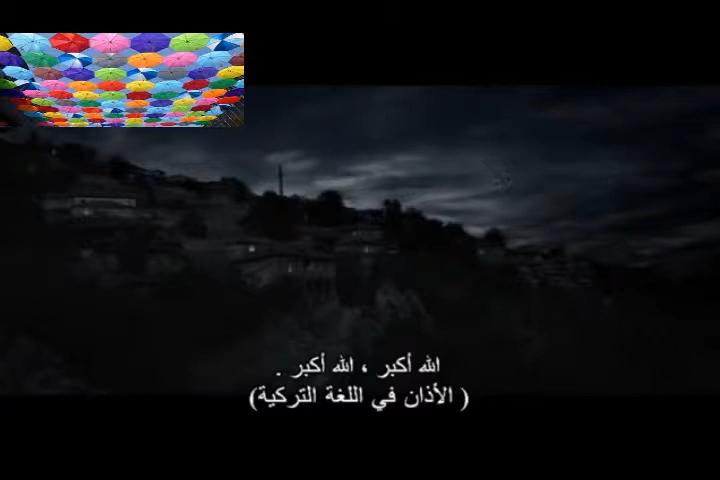 الله أكبر ، الله أكبر .
( الأذان في اللغة التركية)